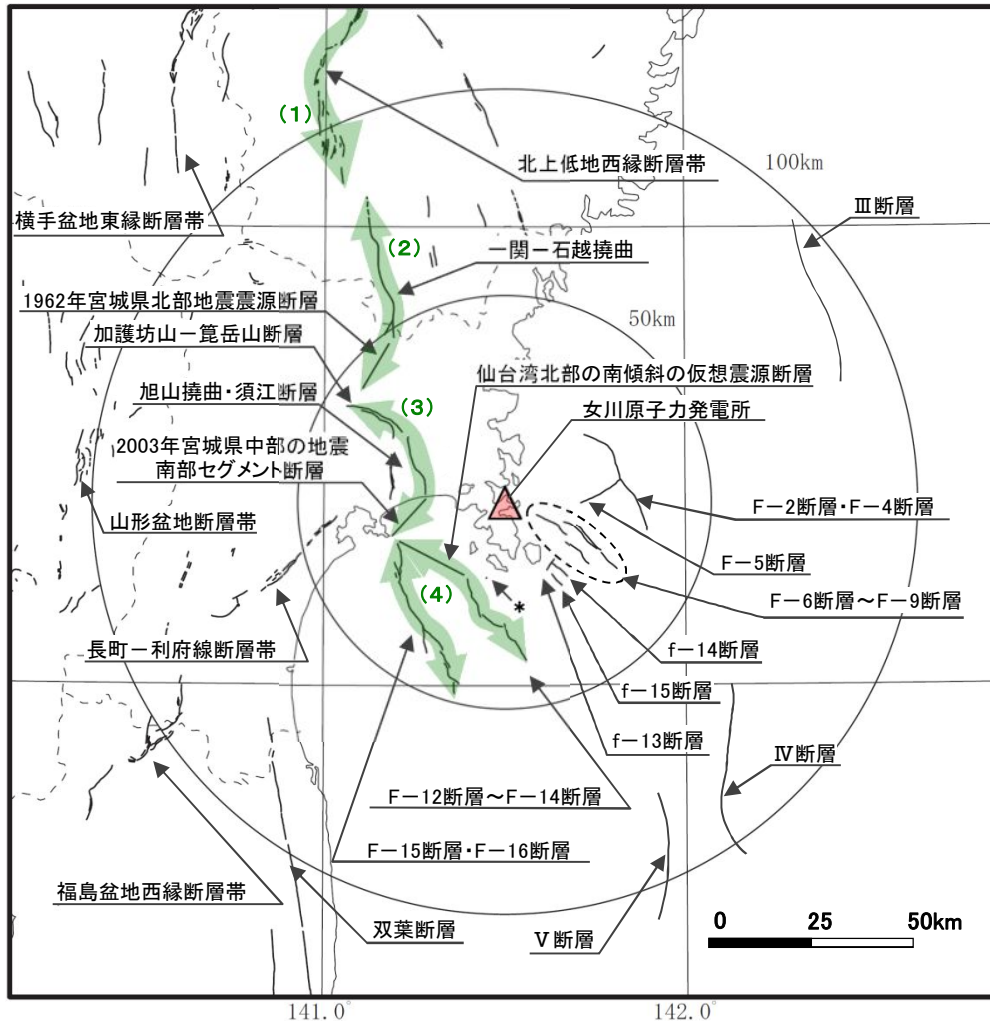 100km
(1)
北上低地西縁断層帯
Ⅲ断層
横手盆地東縁断層帯
(2)
一関－石越撓曲
1962年宮城県北部地震震源断層
50km
加護坊山－箟岳山断層
仙台湾北部の南傾斜の仮想震源断層
旭山撓曲・須江断層
(3)
女川原子力発電所
2003年宮城県中部の地震
南部セグメント断層
F－2断層・F－4断層
山形盆地断層帯
F－5断層
(4)
*
F－6断層～F－9断層
長町－利府線断層帯
f－14断層
f－15断層
f－13断層
Ⅳ断層
F－12断層～F－14断層
F－15断層・F－16断層
福島盆地西縁断層帯
双葉断層
Ⅴ断層
0 25 50km
141.0°
142.0°